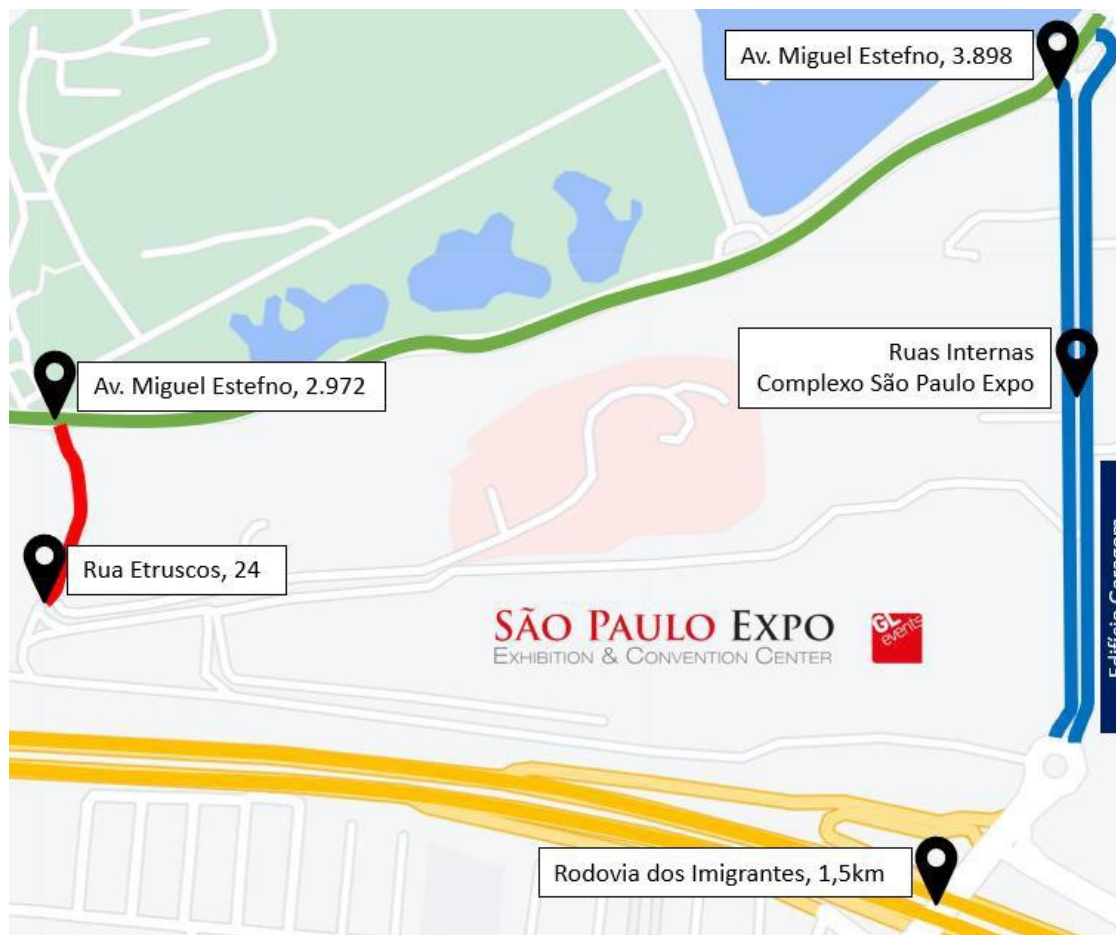 Av. Miguel Estefno, 3.898
Ruas Internas
Complexo São Paulo Expo
Av. Miguel Estefno, 2.972
Rua Etruscos, 24
SÃO PAULO EXPO
EXHIBITION & CONVENTION CENTER
GL
events
Edifício
Rodovia dos Imigrantes, 1,5km